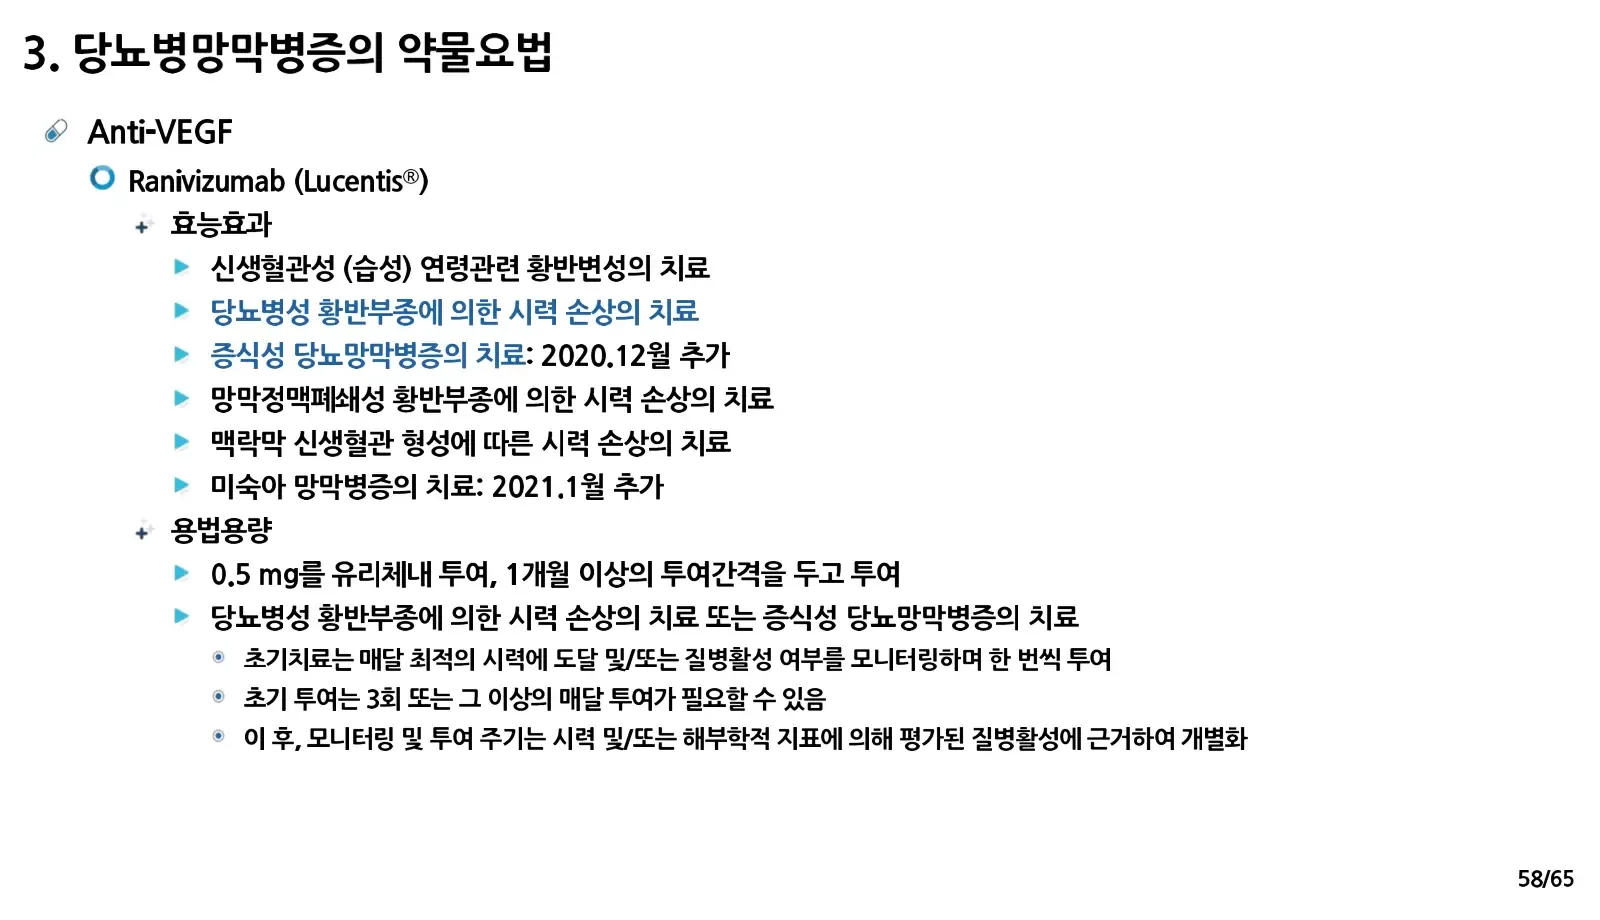 3. 당뇨병망막병증의 약물요법
Anti-VEGF
Ranivizumab (Lucentis®)
효능효과
신생혈관성 (습성) 연령관련 황반변성의 치료
당뇨병성 황반부종에 의한 시력 손상의 치료
증식성 당뇨망막병증의 치료: 2020.12월 추가
망막정맥폐쇄성 황반부종에 의한 시력 손상의 치료
맥락막 신생혈관 형성에 따른 시력 손상의 치료
미숙아 망막병증의 치료: 2021.1월 추가
용법용량
0.5 mg를 유리체내 투여, 1개월 이상의 투여간격을 두고 투여
당뇨병성 황반부종에 의한 시력 손상의 치료 또는 증식성 당뇨망막병증의 치료
초기치료는 매달 최적의 시력에 도달 및/또는 질병활성 여부를 모니터링하며 한 번씩 투여
초기 투여는 3회 또는 그 이상의 매달 투여가 필요할 수 있음
이 후, 모니터링 및 투여 주기는 시력 및/또는 해부학적 지표에 의해 평가된 질병활성에 근거하여 개별화
58/65